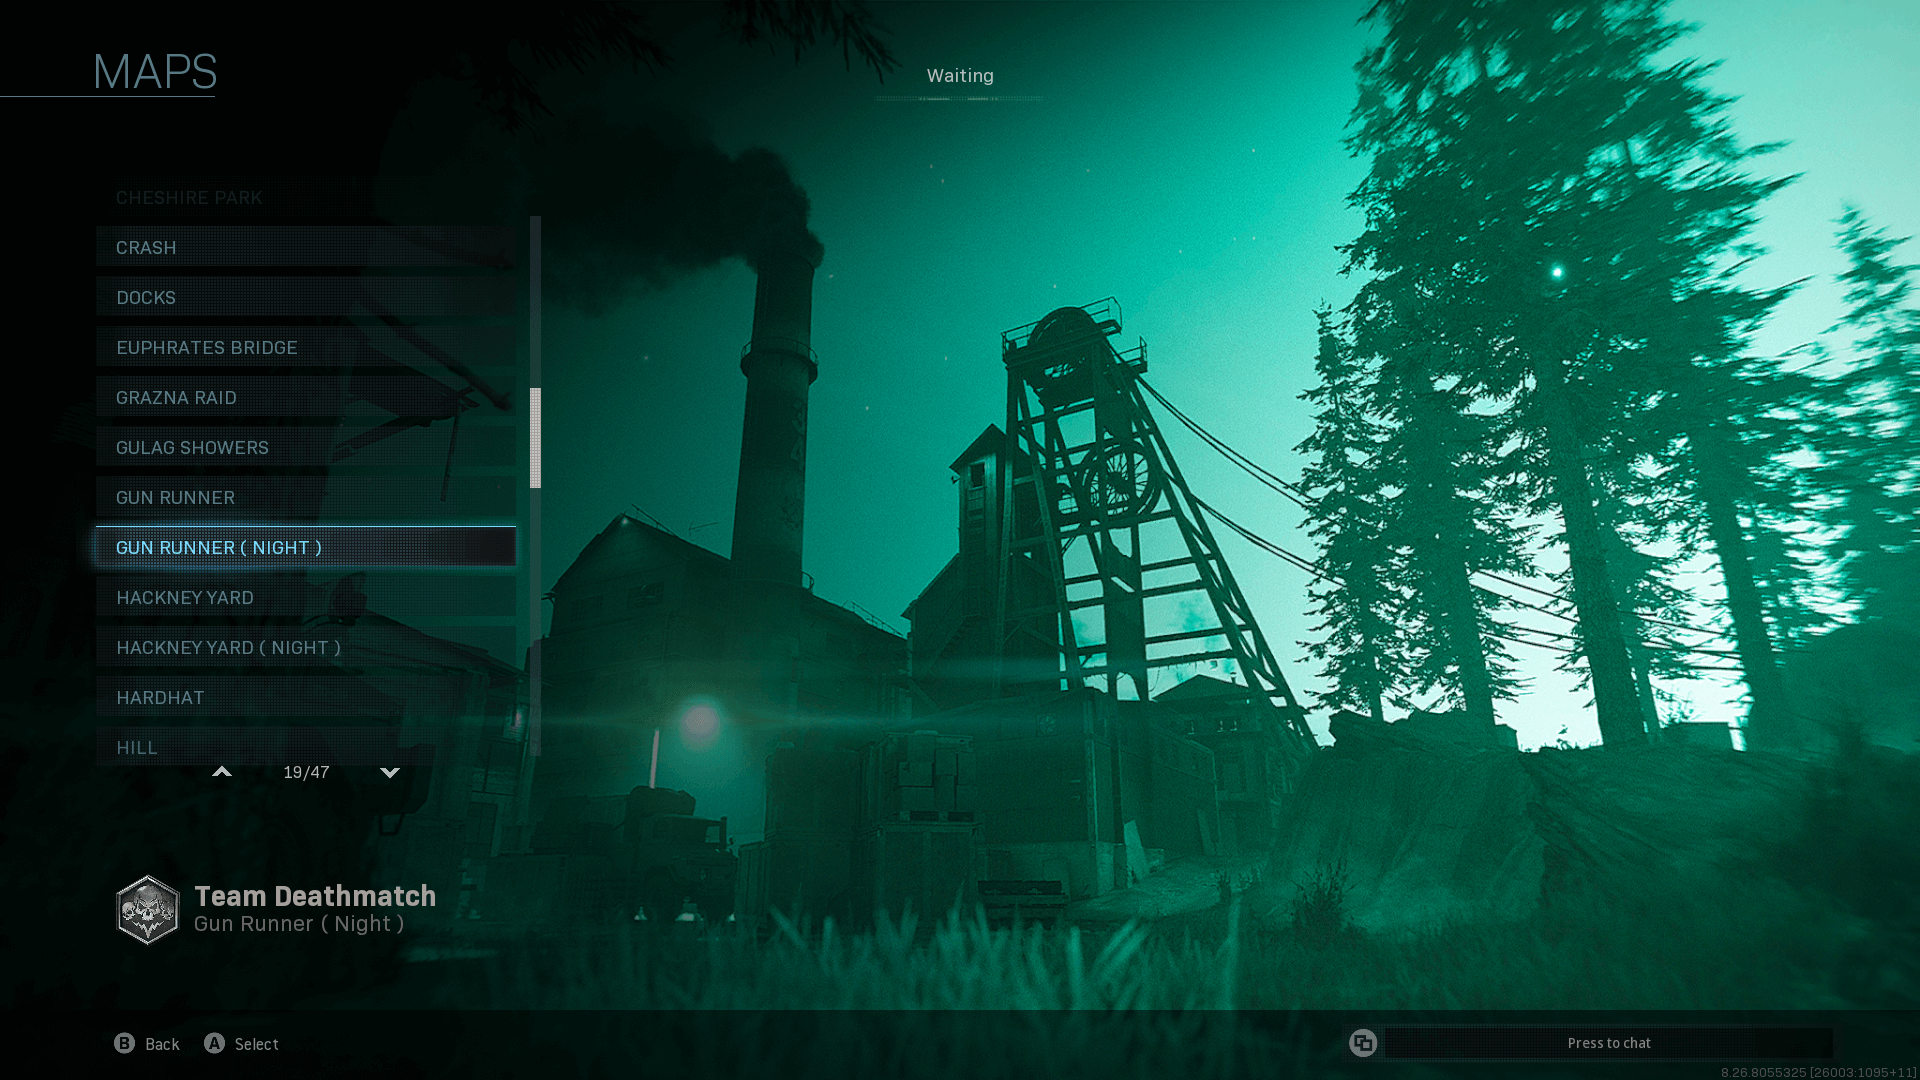 MAPS
Waiting
CHESHIRE PARK
CRASH
DOCKS
EUPHRATES BRIDGE
GRAZNA RAID
GULAG SHOWERS
GUN RUNNER
GUN RUNNER ( NIGHT )
HACKNEY YARD
HACKNEY YARD ( NIGHT )
HARDHAT
HILL
19/47
Team Deathmatch
Gun Runner ( Night )
B Back A Select
Press to chat
8.26.8055325 [26003:1095+11]